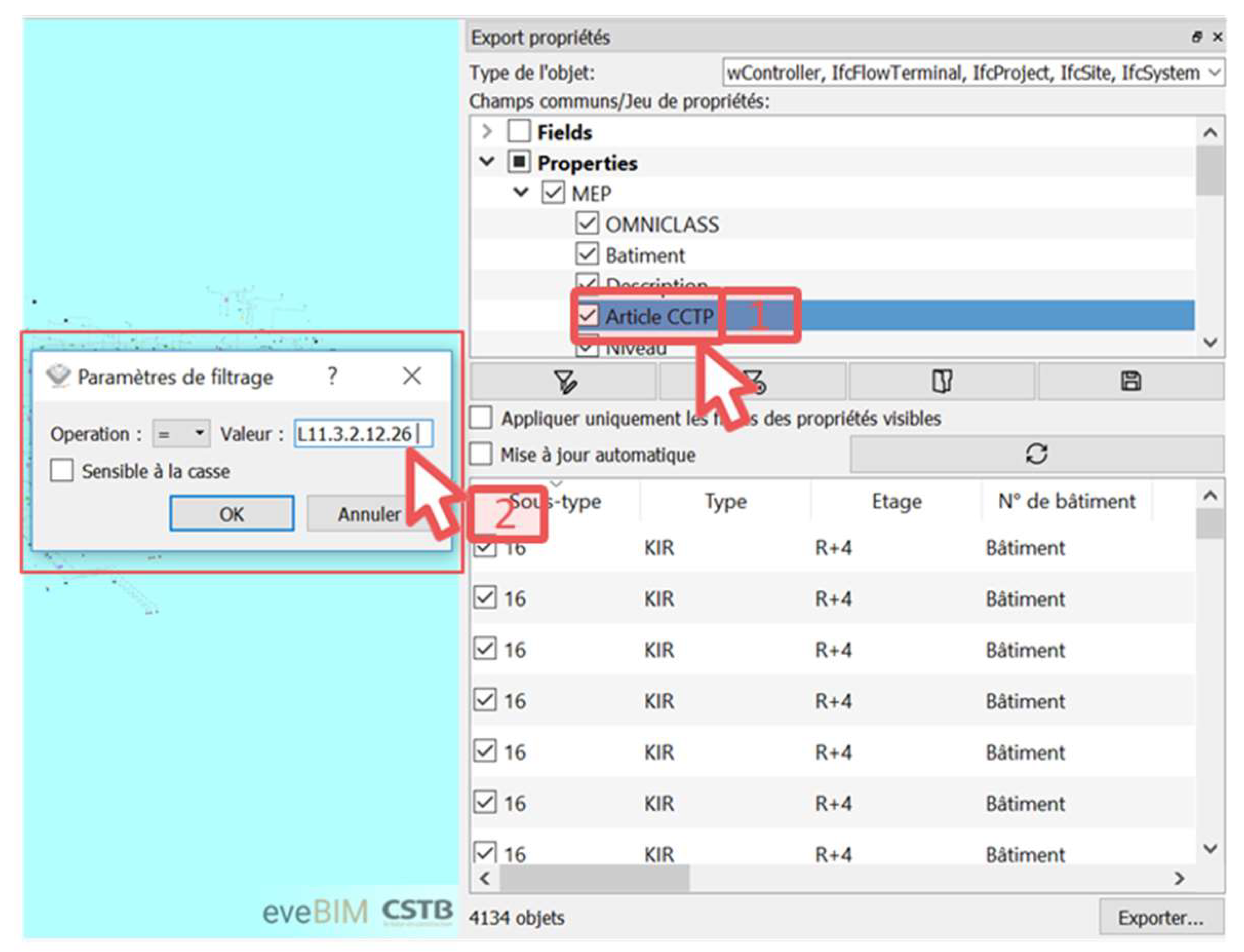 Export propriétés
Type de l'objet: wController, IfcFlowTerminal, IfcProject, IfcSite, IfcSystem
Champs communs/Jeu de propriétés:
Fields
Properties
MEP
OMNICLASS
Batiment
Description
Article CCTP 1
Niveau
Appliquer uniquement les des propriétés visibles
Mise à jour automatique
Paramètres de filtrage ? ×
Operation : = Valeur : L11.3.2.12.26
Sensible à la casse
OK Annuler
2
Sous-type Type Etage N° de bâtiment
16 KIR R+4 Bâtiment
16 KIR R+4 Bâtiment
16 KIR R+4 Bâtiment
16 KIR R+4 Bâtiment
16 KIR R+4 Bâtiment
16 KIR R+4 Bâtiment
16 KIR R+4 Bâtiment
eveBIM CSTB
4134 objets Exporter...